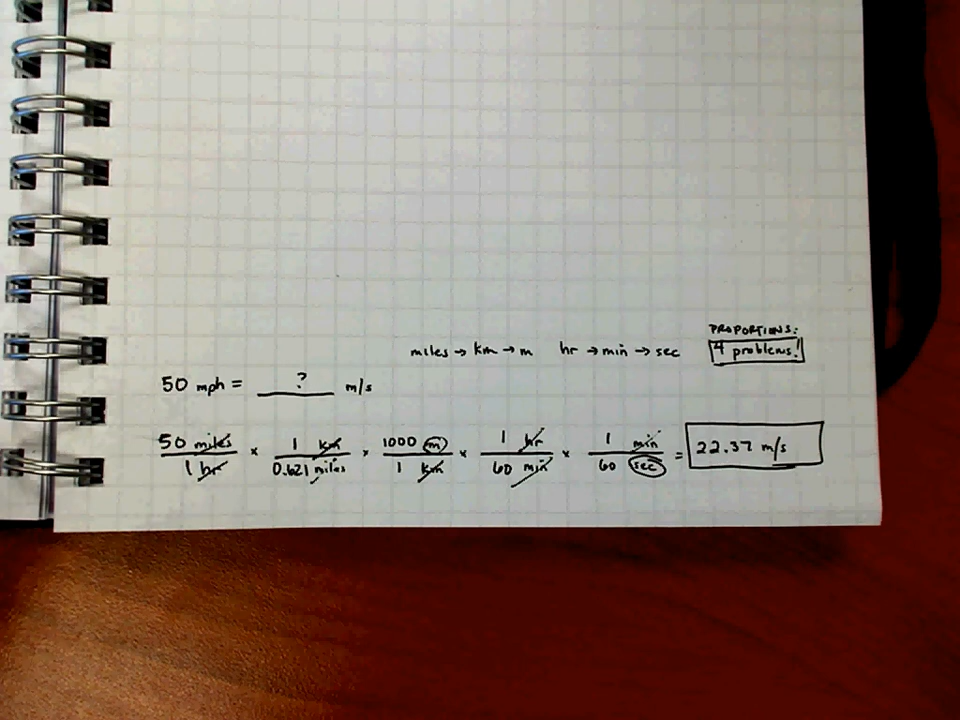 PROPORTIONS:
miles → km → m hr → min → sec 4 problems!
50 mph = ? m/s
50 miles / 1 hr × 1 km / 0.621 miles × 1000 m / 1 km × 1 hr / 60 min × 1 min / 60 sec = 22.37 m/s